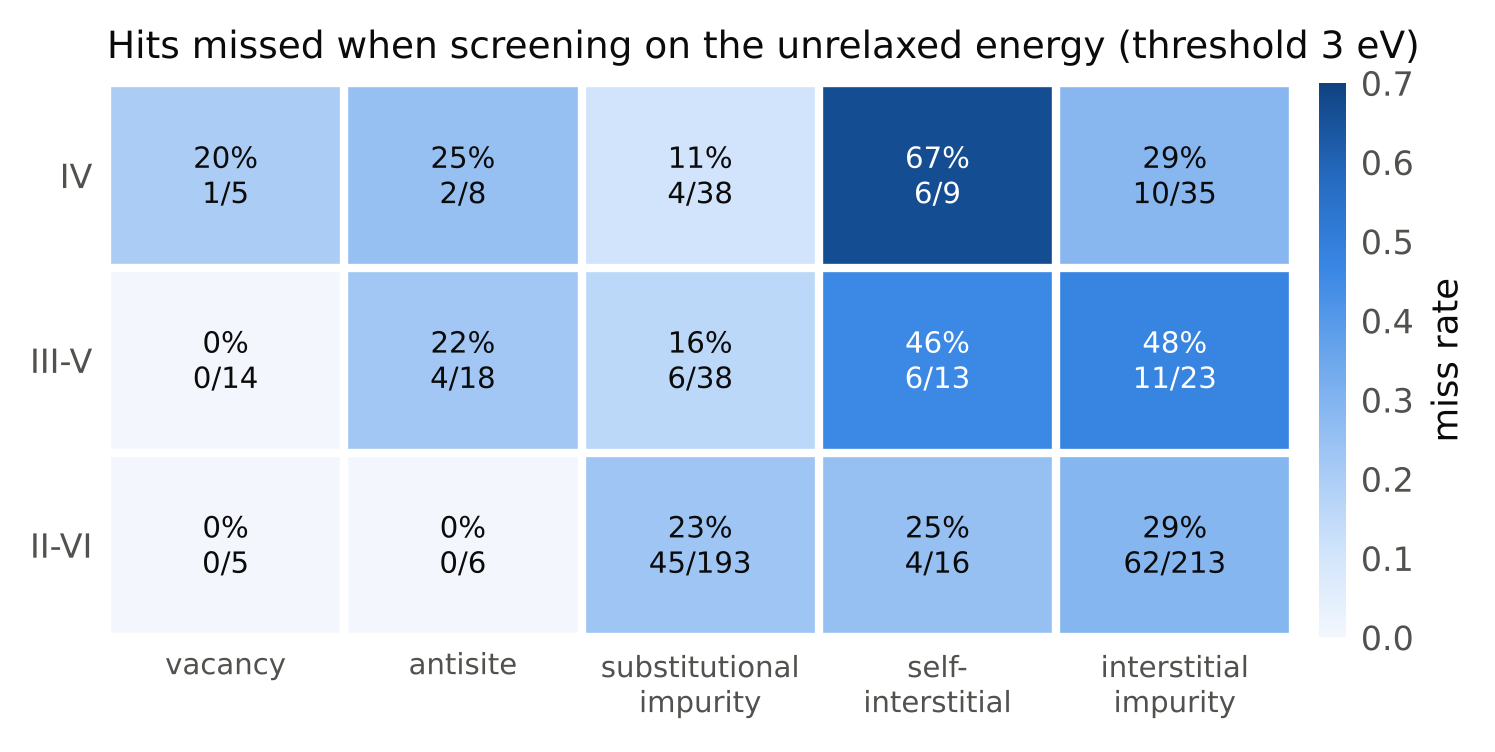 Hits missed when screening on the unrelaxed energy (threshold 3 eV)
IV
20%
1/5
25%
2/8
11%
4/38
67%
6/9
29%
10/35
III-V
0%
0/14
22%
4/18
16%
6/38
46%
6/13
48%
11/23
II-VI
0%
0/5
0%
0/6
23%
45/193
25%
4/16
29%
62/213
vacancy
antisite
substitutional
impurity
self-
interstitial
interstitial
impurity
0.7
0.6
0.5
0.4
0.3
0.2
0.1
0.0
miss rate